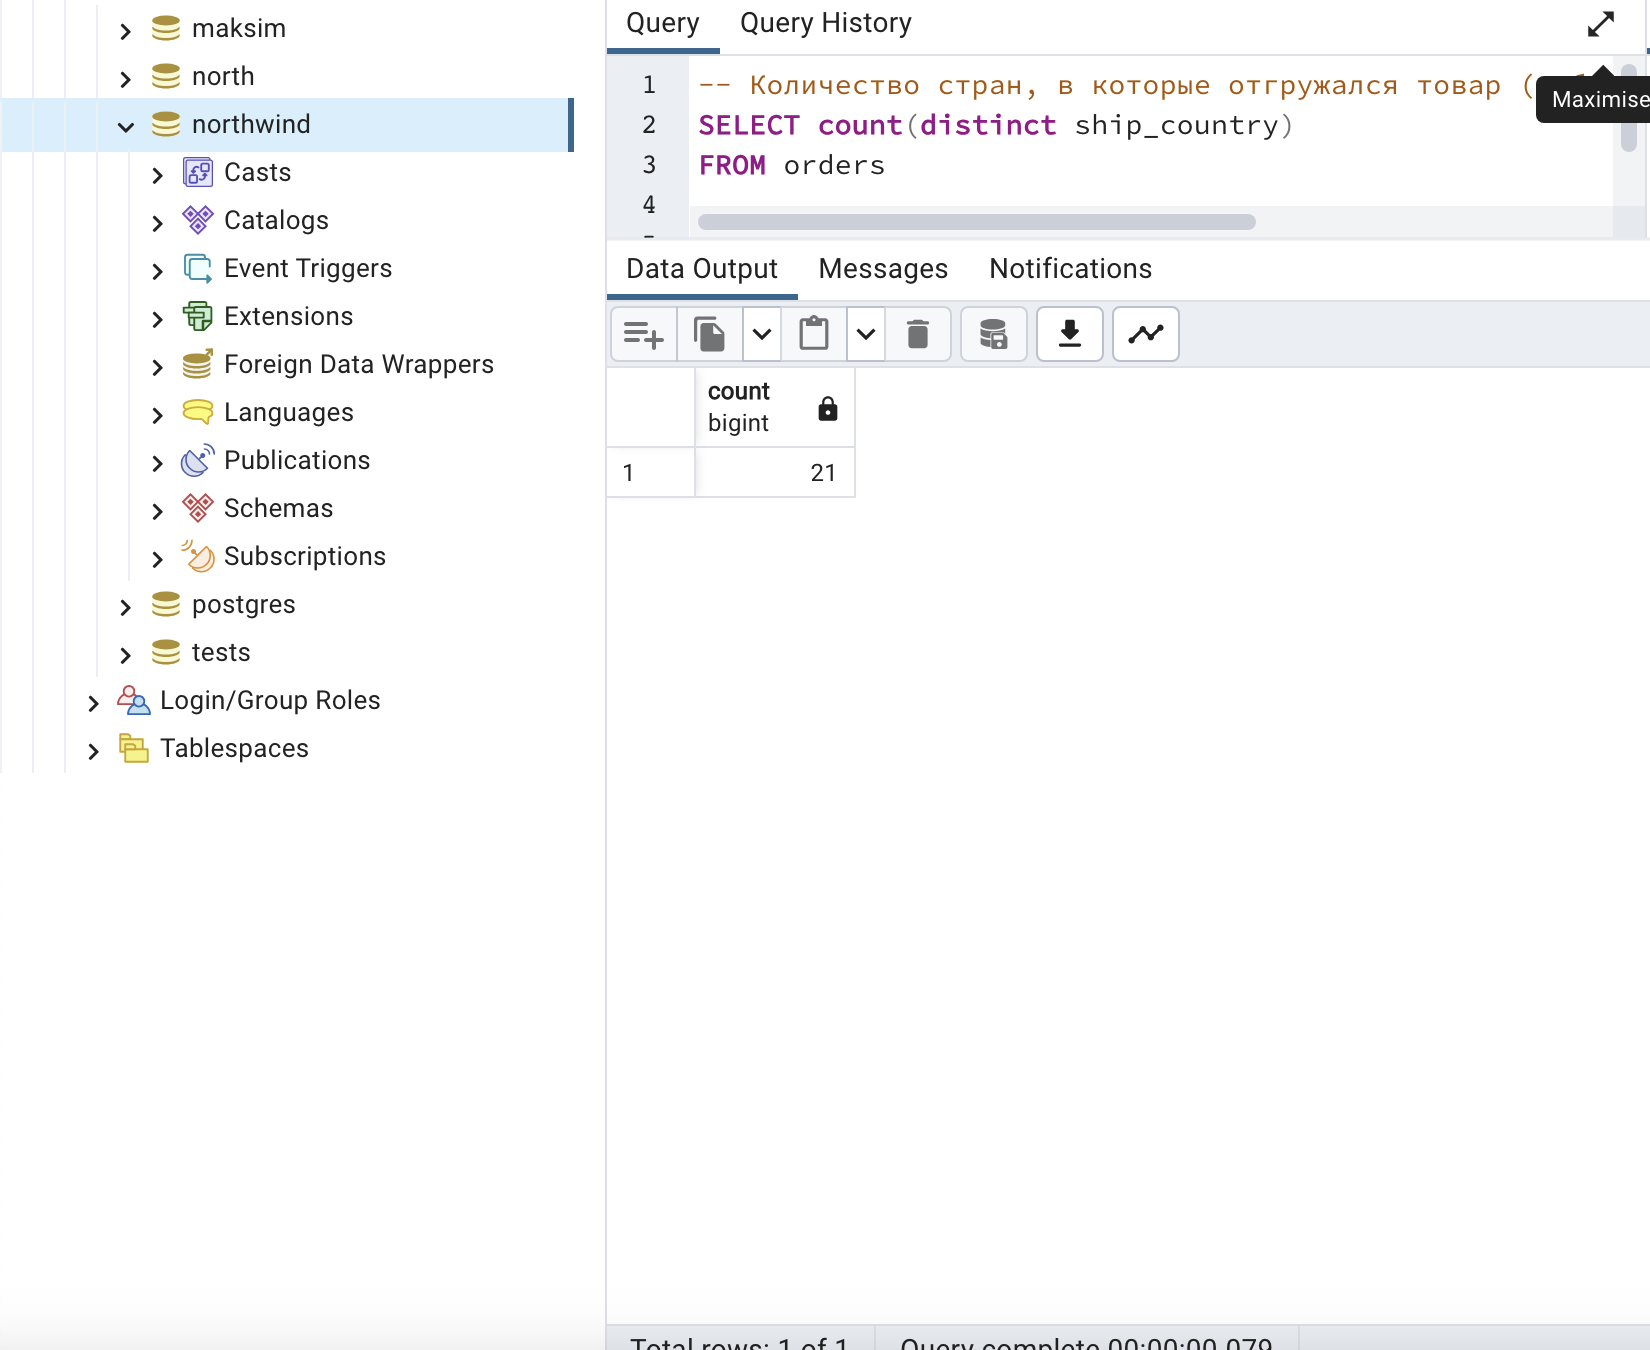 maksim
north
northwind
Casts
Catalogs
Event Triggers
Extensions
Foreign Data Wrappers
Languages
Publications
Schemas
Subscriptions
postgres
tests
Login/Group Roles
Tablespaces
Query Query History
Maximise
1 -- Количество стран, в которые отгружался товар (
2 SELECT count(distinct ship_country)
3 FROM orders
4
Data Output Messages Notifications
count
bigint
1 21
Total rows: 1 of 1 Query complete 00:00:00.079